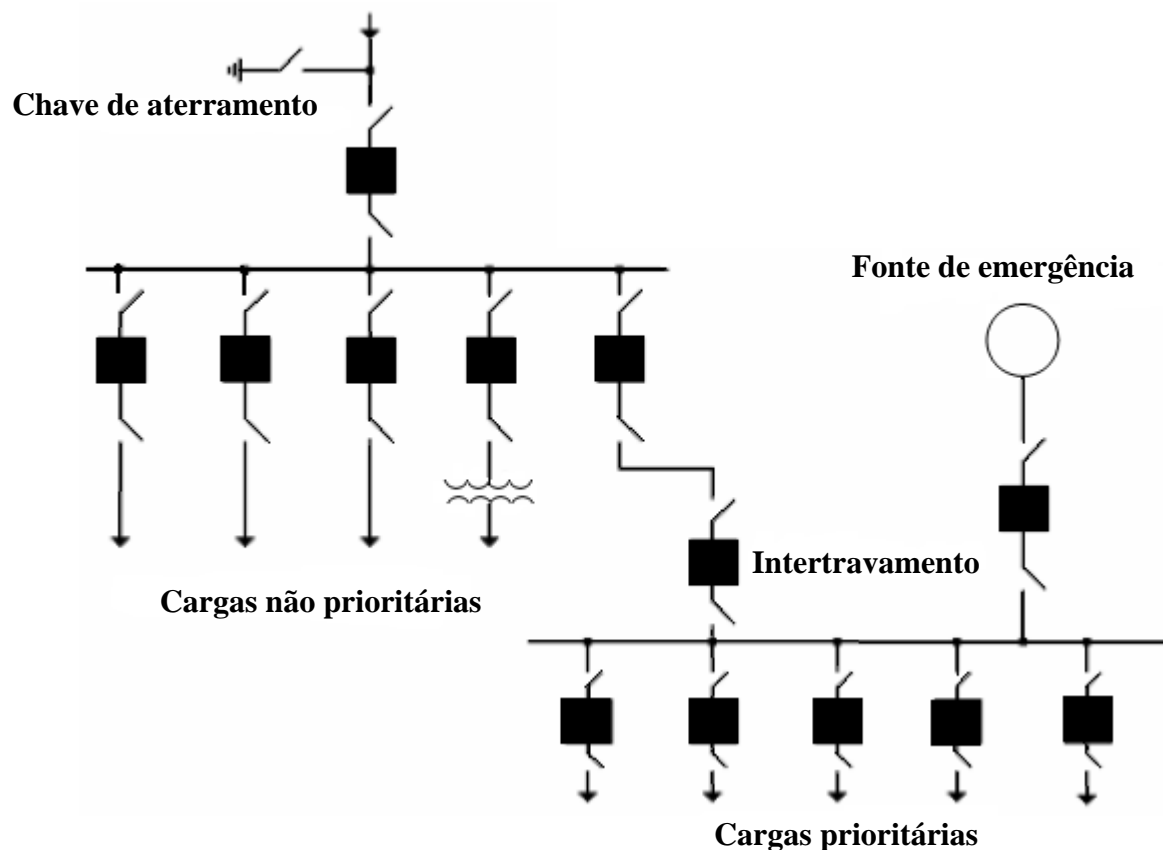 Chave de aterramento
Fonte de emergência
Intertravamento
Cargas não prioritárias
Cargas prioritárias